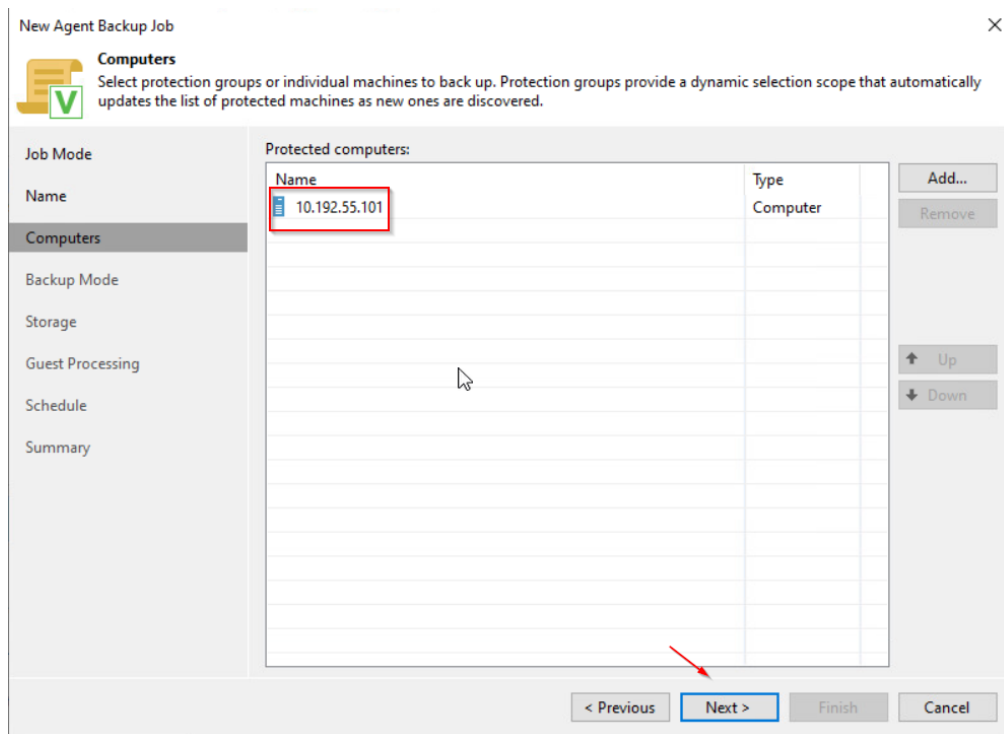 New Agent Backup Job
Computers
Select protection groups or individual machines to back up. Protection groups provide a dynamic selection scope that automatically
updates the list of protected machines as new ones are discovered.
V
Job Mode
Name
Computers
Backup Mode
Storage
Guest Processing
Schedule
Summary
Protected computers:
Name Type
10.192.55.101 Computer
Add...
Remove
Up
Down
< Previous Next > Finish Cancel